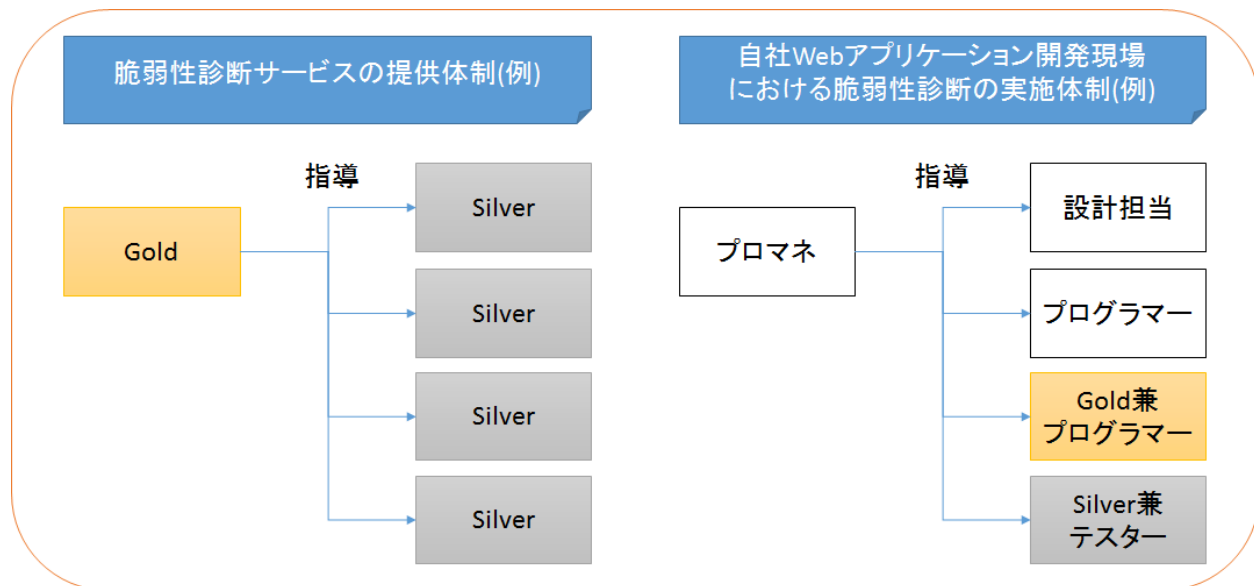 脆弱性診断サービスの提供体制(例)
指導
Gold
Silver
Silver
Silver
Silver
自社Webアプリケーション開発現場
における脆弱性診断の実施体制(例)
指導
プロマネ
設計担当
プログラマー
Gold兼
プログラマー
Silver兼
テスター